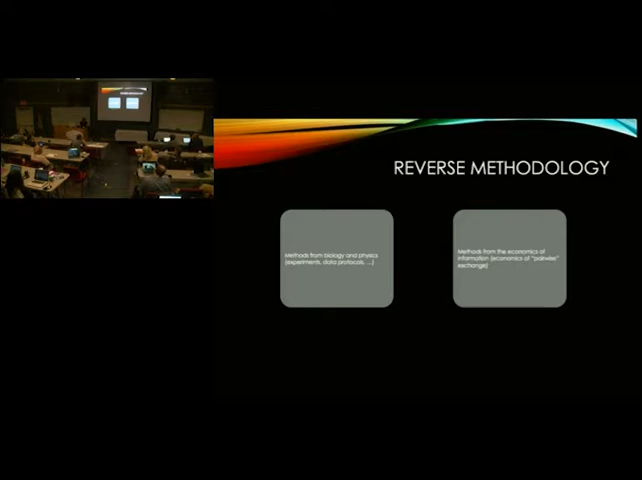 REVERSE METHODOLOGY
Methods from biology and physics
(experiments, data protocols, ...)
Methods from the economics of
information (economics of "pairwise"
exchange)